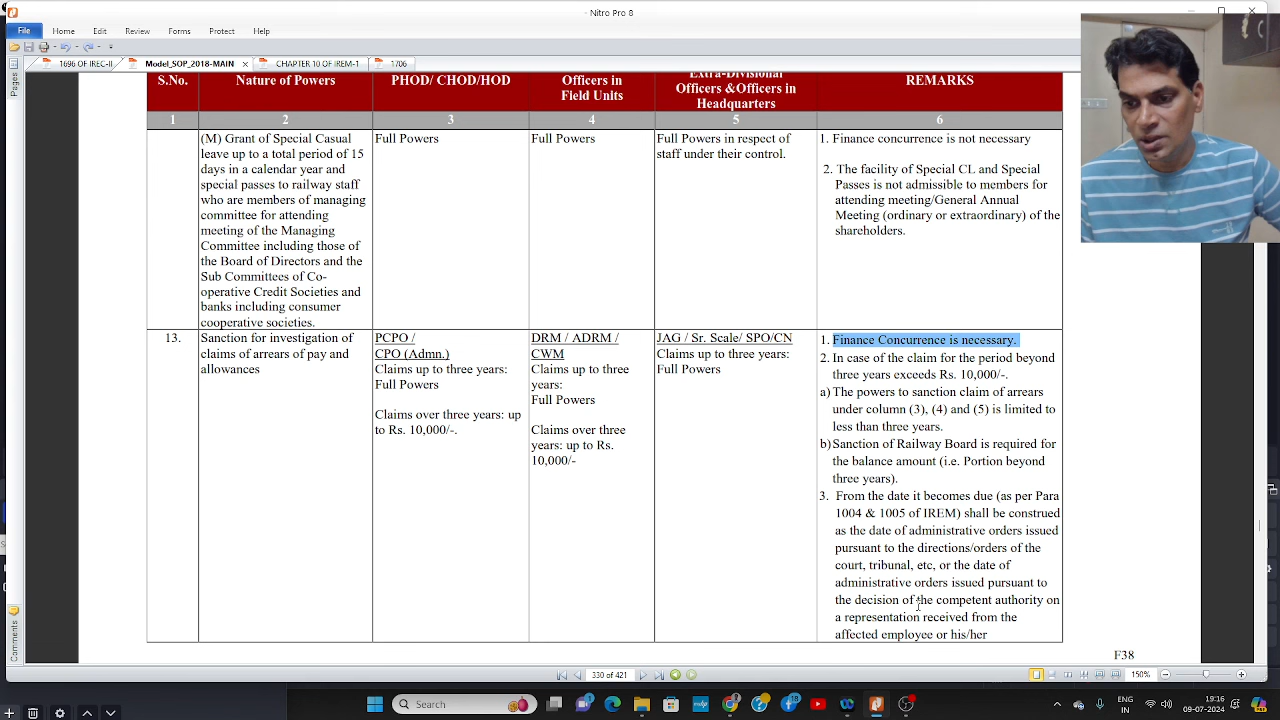 - Nitro Pro 8
File
Home
Edit
Review
Forms
Protect
Help
1696 OF IREC-II
Model_SOP_2018-MAIN
CHAPTER 10 OF IREM-1
1706
Pages
Comments
S.No.
Nature of Powers
PHOD/ CHOD/HOD
Officers in
Field Units
Extra-Divisional
Officers &Officers in
Headquarters
REMARKS
1
2
3
4
5
6
(M) Grant of Special Casual
leave up to a total period of 15
days in a calendar year and
special passes to railway staff
who are members of managing
committee for attending
meeting of the Managing
Committee including those of
the Board of Directors and the
Sub Committees of Co-
operative Credit Societies and
banks including consumer
cooperative societies.
Full Powers
Full Powers
Full Powers in respect of
staff under their control.
1. Finance concurrence is not necessary
2. The facility of Special CL and Special
Passes is not admissible to members for
attending meeting/General Annual
Meeting (ordinary or extraordinary) of the
shareholders.
13.
Sanction for investigation of
claims of arrears of pay and
allowances
PCPO /
CPO (Admn.)
Claims up to three years:
Full Powers
Claims over three years: up
to Rs. 10,000/-.
DRM / ADRM /
CWM
Claims up to three
years:
Full Powers
Claims over three
years: up to Rs.
10,000/-
JAG / Sr. Scale/ SPO/CN
Claims up to three years:
Full Powers
1. Finance Concurrence is necessary.
2. In case of the claim for the period beyond
three years exceeds Rs. 10,000/-.
a) The powers to sanction claim of arrears
under column (3), (4) and (5) is limited to
less than three years.
b) Sanction of Railway Board is required for
the balance amount (i.e. Portion beyond
three years).
3. From the date it becomes due (as per Para
1004 & 1005 of IREM) shall be construed
as the date of administrative orders issued
pursuant to the directions/orders of the
court, tribunal, etc, or the date of
administrative orders issued pursuant to
the decision of the competent authority on
a representation received from the
affected employee or his/her
F38
330 of 421
150%
Search
ENG
IN
19:16
09-07-2024